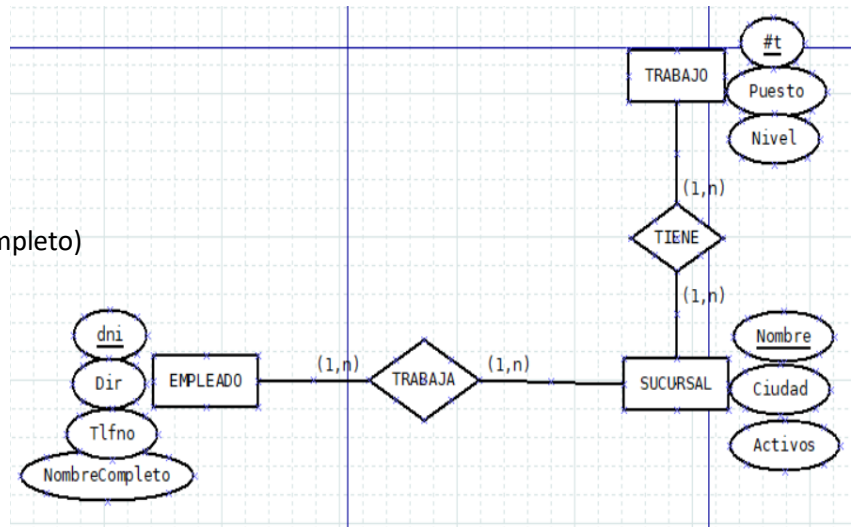 #t
TRABAJO
Puesto
Nivel
(1,n)
TIENE
mpleto)
(1,n)
dni
Nombre
(1,n)
(1,n)
EMPLEADO
TRABAJA
SUCURSAL
Dir
Ciudad
Tlfno
Activos
NombreCompleto